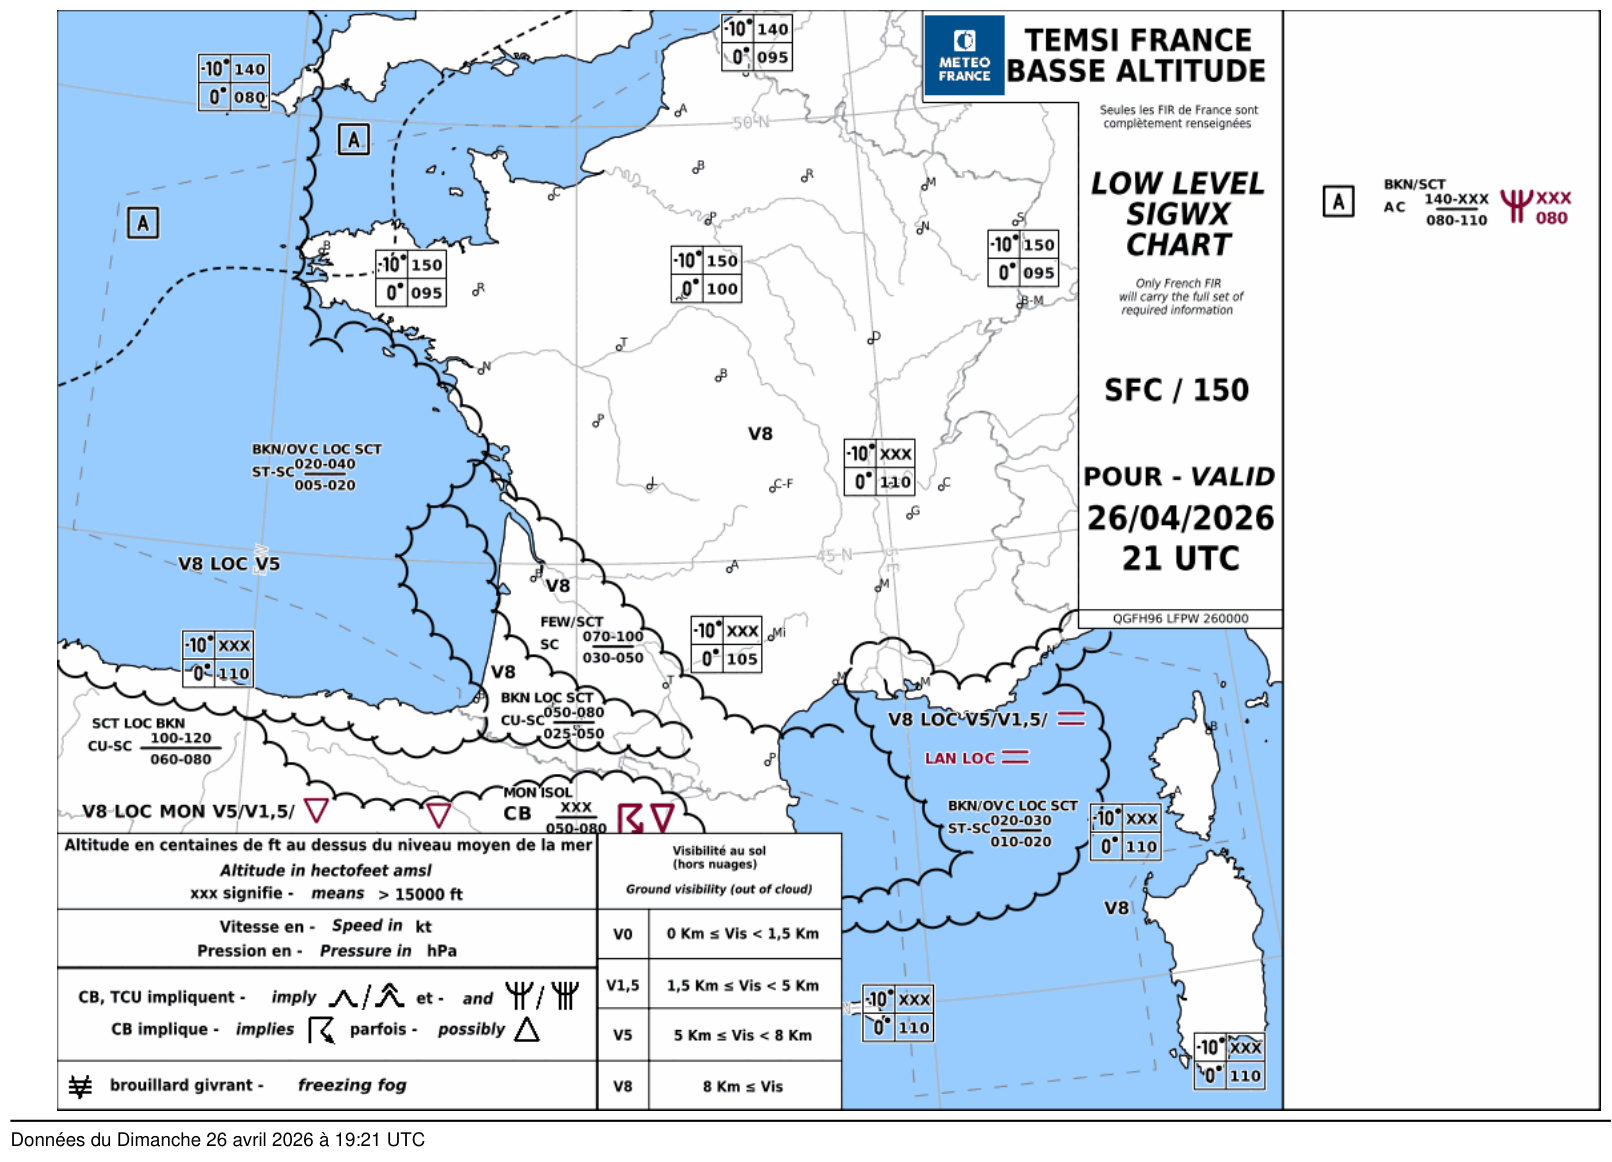 METEO
FRANCE
TEMSI FRANCE
BASSE ALTITUDE
Seules les FIR de France sont
complètement renseignées
LOW LEVEL
SIGWX
CHART
Only French FIR
will carry the full set of
required information
SFC / 150
POUR - VALID
26/04/2026
21 UTC
QGFH96 LFPW 260000
A
BKN/SCT
AC 140-XXX
080-110
XXX
080
-10° 140
0° 080
-10° 140
0° 095
A
A
-10° 150
0° 095
-10° 150
0° 100
-10° 150
0° 095
50°N
A
B
R
M
S
N
P
C
C
B
R
N
T
B
P
L
C-F
D
B-M
C
G
V8
-10° XXX
0° 110
BKN/OVC LOC SCT
ST-SC 020-040
005-020
V8 LOC V5
45°N
A
M
B
V8
FEW/SCT
SC 070-100
030-050
-10° XXX
0° 105
Mi
-10° XXX
0° 110
V8
T
M
M
N
BKN LOC SCT
CU-SC 050-080
025-050
SCT LOC BKN
CU-SC 100-120
060-080
V8 LOC V5/V1,5/
LAN LOC
P
B
A
V8 LOC MON V5/V1,5/
MON ISOL
CB XXX
050-080
BKN/OVC LOC SCT
ST-SC 020-030
010-020
-10° XXX
0° 110
V8
-10° XXX
0° 110
-10° XXX
0° 110
Altitude en centaines de ft au dessus du niveau moyen de la mer
Altitude in hectofeet amsl
xxx signifie - means > 15000 ft
Vitesse en - Speed in kt
Pression en - Pressure in hPa
CB, TCU impliquent - imply / et - and /
CB implique - implies parfois - possibly
brouillard givrant - freezing fog
Visibilité au sol
(hors nuages)
Ground visibility (out of cloud)
V0 0 Km ≤ Vis < 1,5 Km
V1,5 1,5 Km ≤ Vis < 5 Km
V5 5 Km ≤ Vis < 8 Km
V8 8 Km ≤ Vis
Données du Dimanche 26 avril 2026 à 19:21 UTC